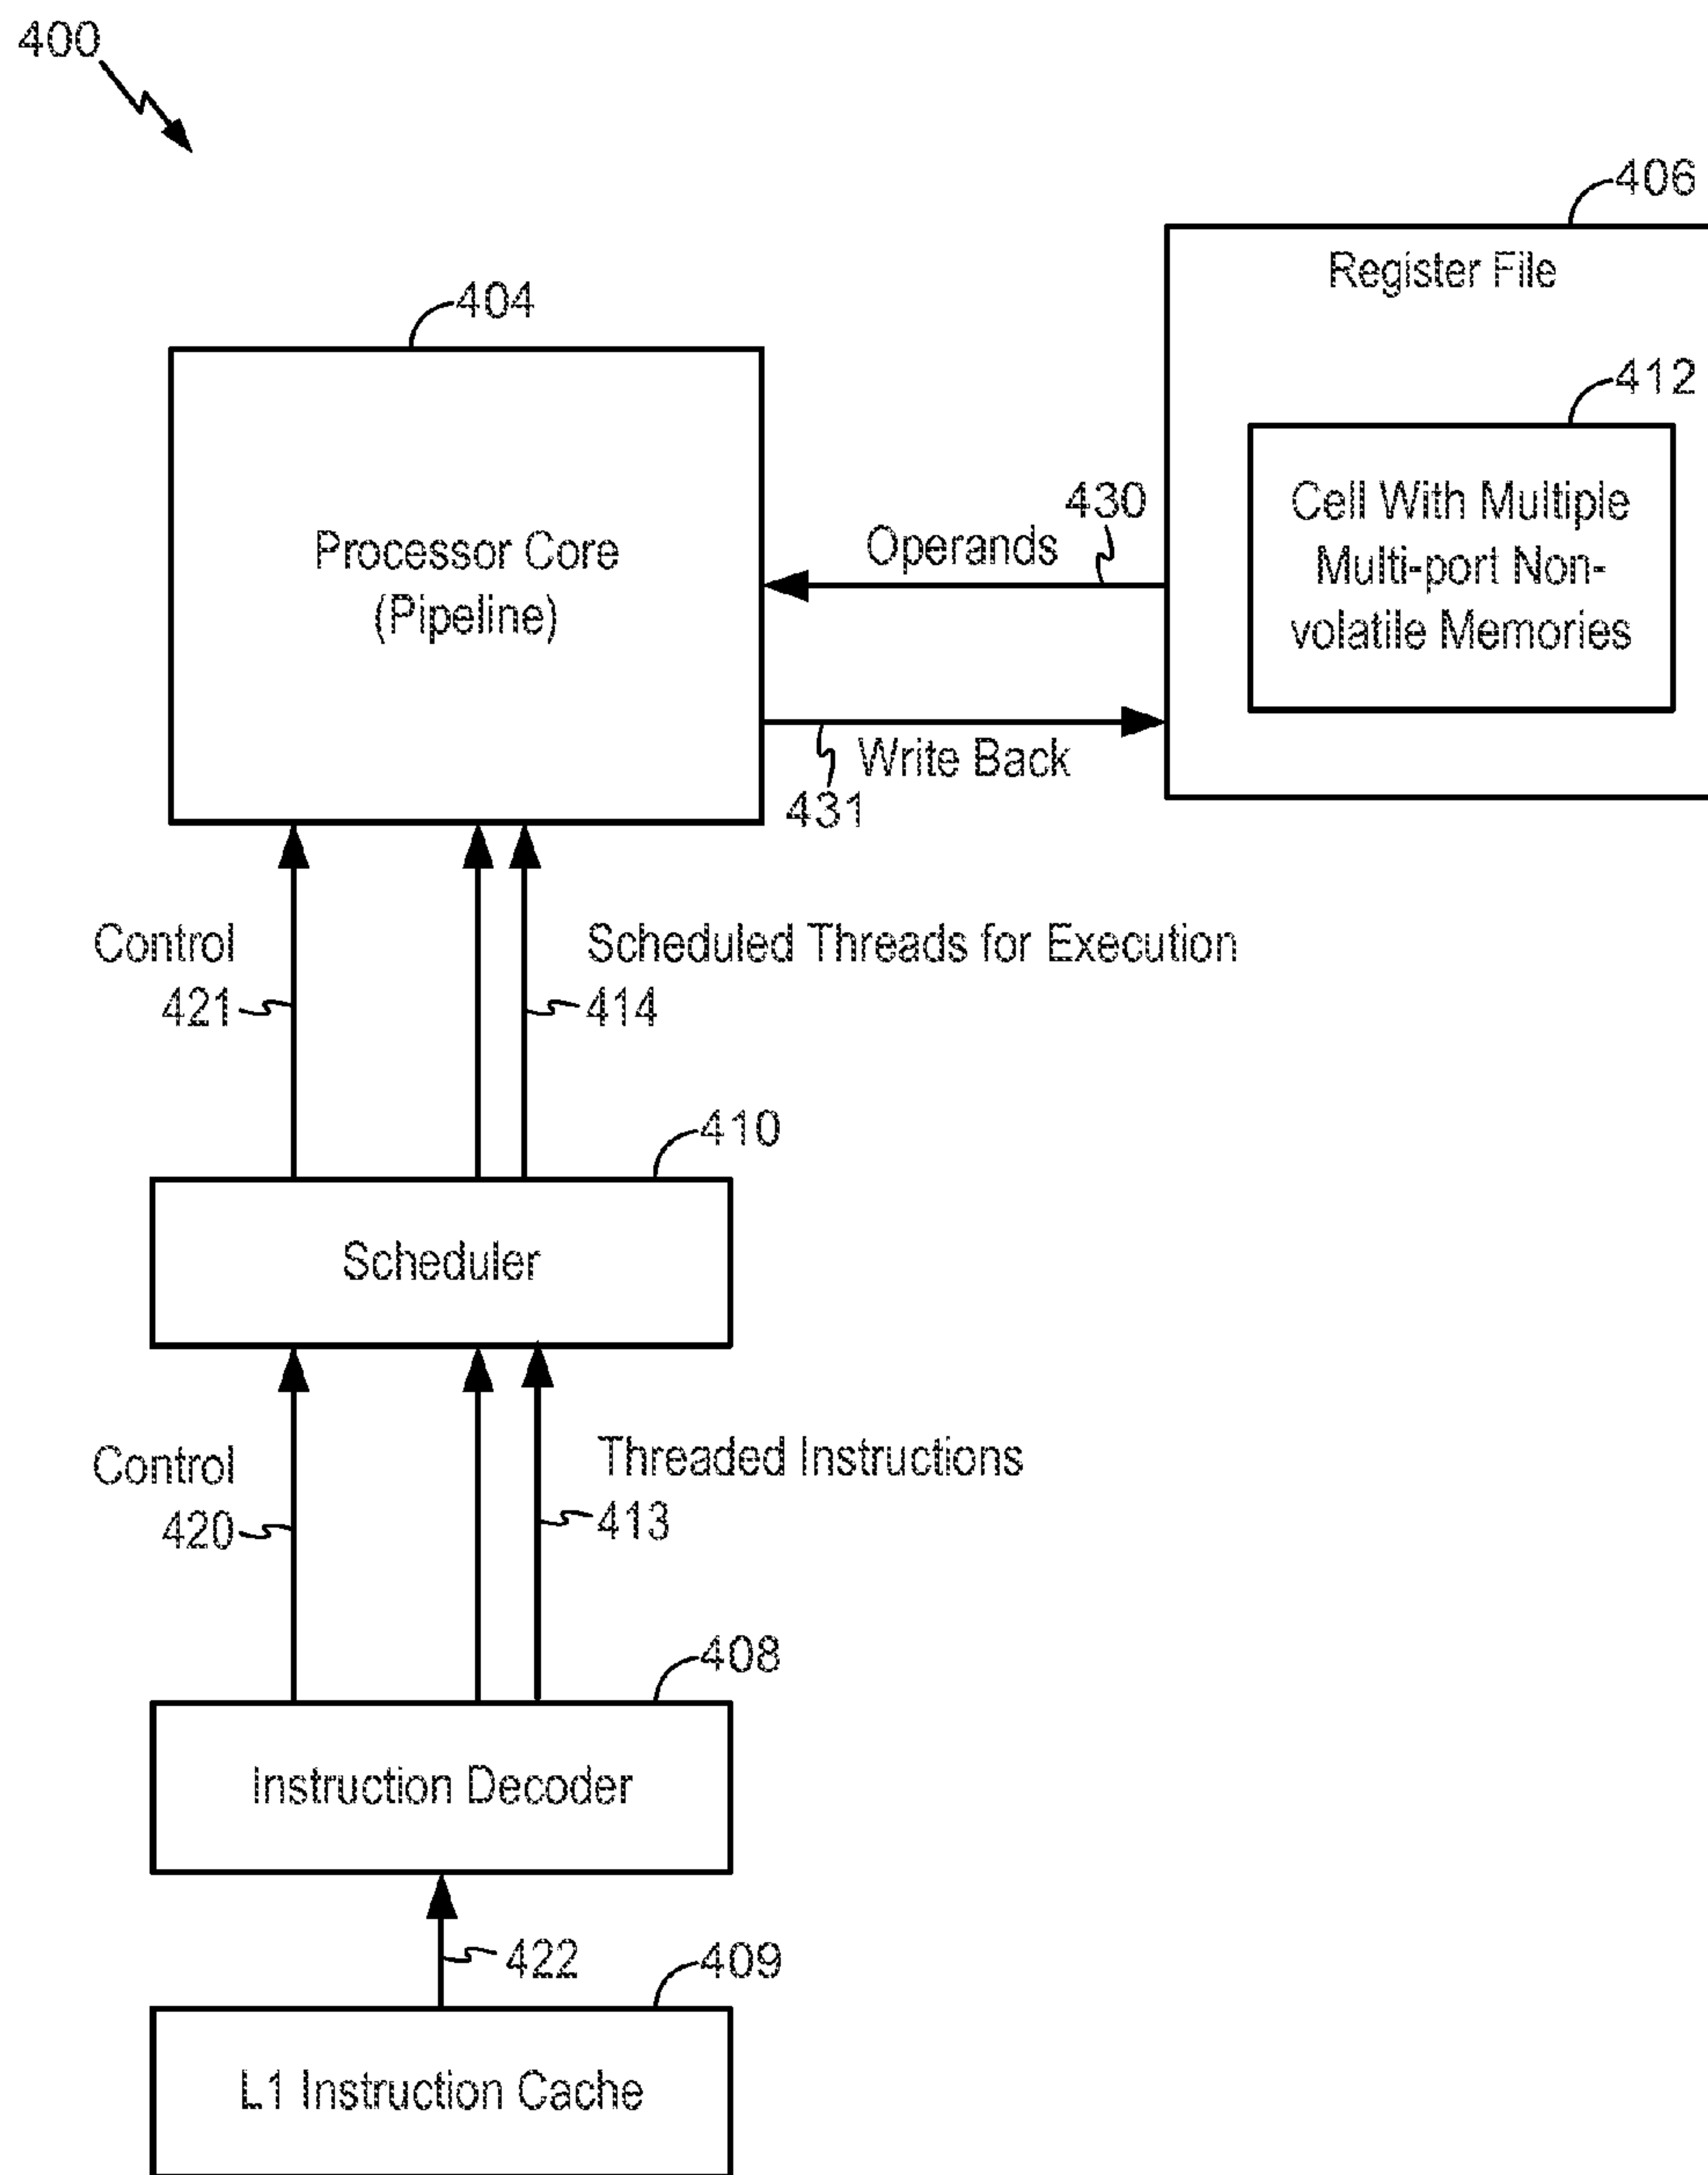 400
406
Register File
404
412
Cell With Multiple
Multi-port Non-
volatile Memories
430
Operands
Processor Core
(Pipeline)
Write Back
431
Control
421
Scheduled Threads for Execution
414
410
Scheduler
Control
420
Threaded Instructions
413
408
Instruction Decoder
422
409
L1 Instruction Cache